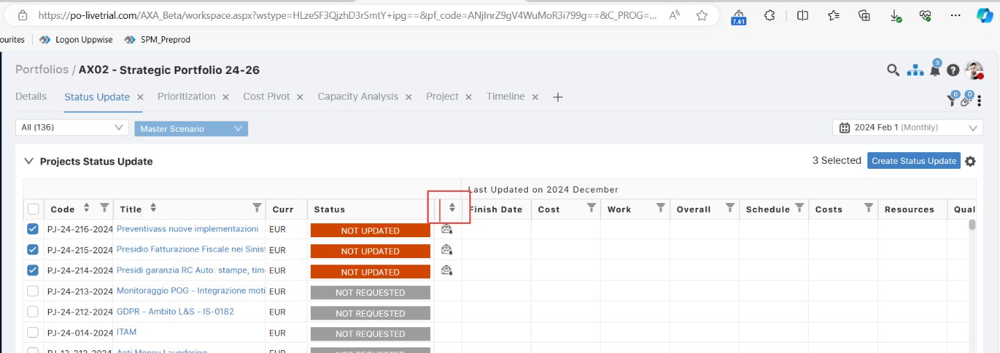 https://po-livetrial.com/AXA_Beta/workspace.aspx?wstype=HLzeSF3QjzhD3rSmtY+ipg==&pf_code=ANjInrZ9gV4WuMoR3i799g==&C_PROG=...
7.61
ourites Logon Uppwise SPM_Preprod
Portfolios / AX02 - Strategic Portfolio 24-26
3
Details Status Update Prioritization Cost Pivot Capacity Analysis Project Timeline
0 0
All (136) Master Scenario 2024 Feb 1 (Monthly)
Projects Status Update 3 Selected Create Status Update
Last Updated on 2024 December
Code Title Curr Status Finish Date Cost Work Overall Schedule Costs Resources Qual
PJ-24-216-2024 Preventivass nuove implementazioni EUR NOT UPDATED
PJ-24-215-2024 Presidio Fatturazione Fiscale nei Sinist EUR NOT UPDATED
PJ-24-214-2024 Presidi garanzia RC Auto: stampe, tim EUR NOT UPDATED
PJ-24-213-2024 Monitoraggio POG - Integrazione moti EUR NOT REQUESTED
PJ-24-212-2024 GDPR - Ambito L&S - IS-0182 EUR NOT REQUESTED
PJ-24-014-2024 ITAM EUR NOT REQUESTED
Anti Money Laundering EUR NOT REQUESTED